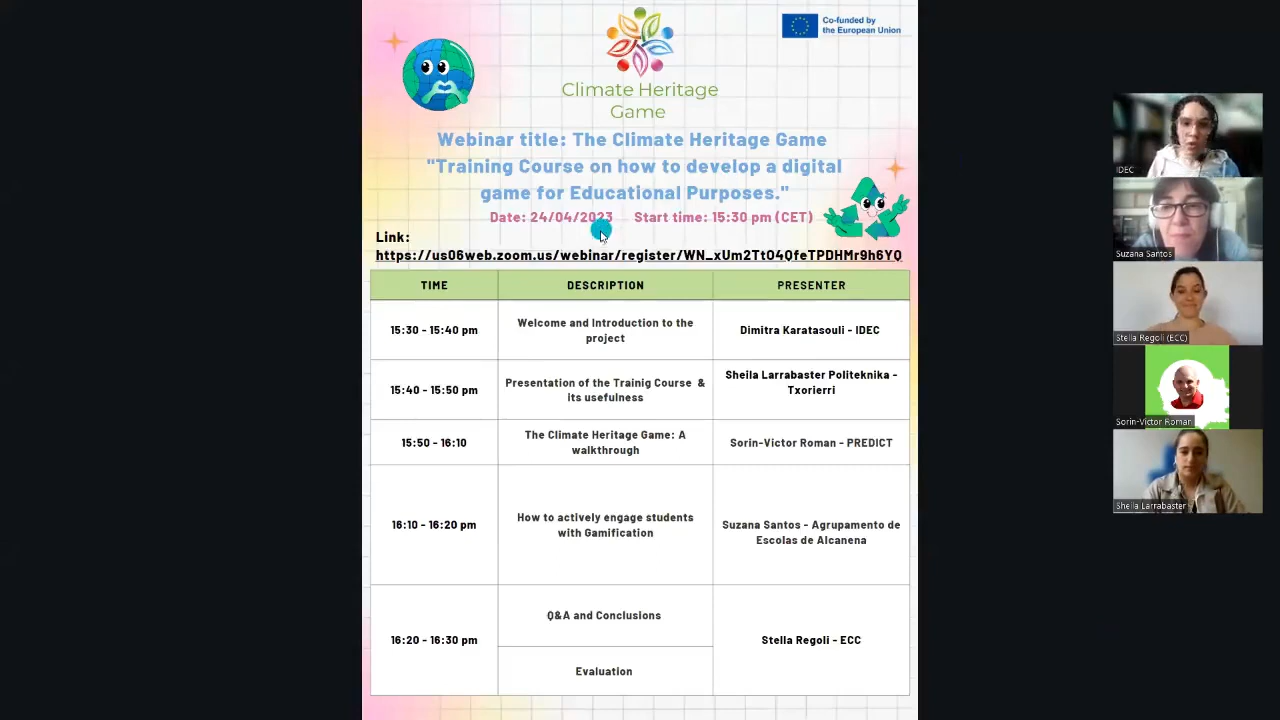 Co-funded by
the European Union
Climate Heritage
Game
Webinar title: The Climate Heritage Game
"Training Course on how to develop a digital
game for Educational Purposes."
Date: 24/04/2023 Start time: 15:30 pm (CET)
Link:
https://us06web.zoom.us/webinar/register/WN_xUm2TtO4QfeTPDHMr9h6YQ
TIME DESCRIPTION PRESENTER
15:30 - 15:40 pm
Welcome and Introduction to the
project
Dimitra Karatasouli - IDEC
15:40 - 15:50 pm
Presentation of the Trainig Course &
its usefulness
Sheila Larrabaster Politeknika -
Txorierri
15:50 - 16:10
The Climate Heritage Game: A
walkthrough
Sorin-Victor Roman - PREDICT
16:10 - 16:20 pm
How to actively engage students
with Gamification
Suzana Santos - Agrupamento de
Escolas de Alcanena
16:20 - 16:30 pm
Q&A and Conclusions
Evaluation
Stella Regoli - ECC
IDEC
Suzana Santos
Stella Regoli (ECC)
Sorin-Victor Roman
Sheila Larrabaster